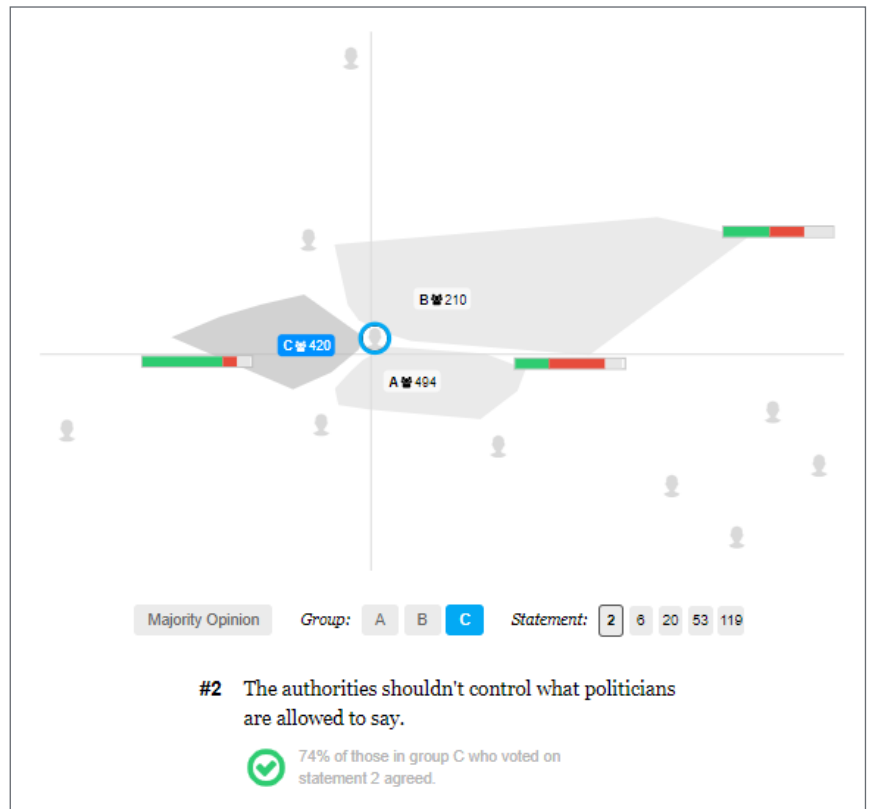 B 210
C 420
A 494
Majority Opinion Group: A B C Statement: 2 6 20 53 119
#2 The authorities shouldn't control what politicians
are allowed to say.
74% of those in group C who voted on
statement 2 agreed.